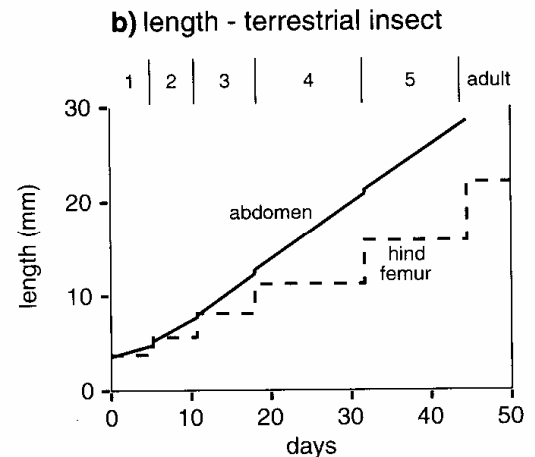 b) length - terrestrial insect
1 2 3 4 5 adult
30
20
10
0
length (mm)
abdomen
hind
femur
0 10 20 30 40 50
days